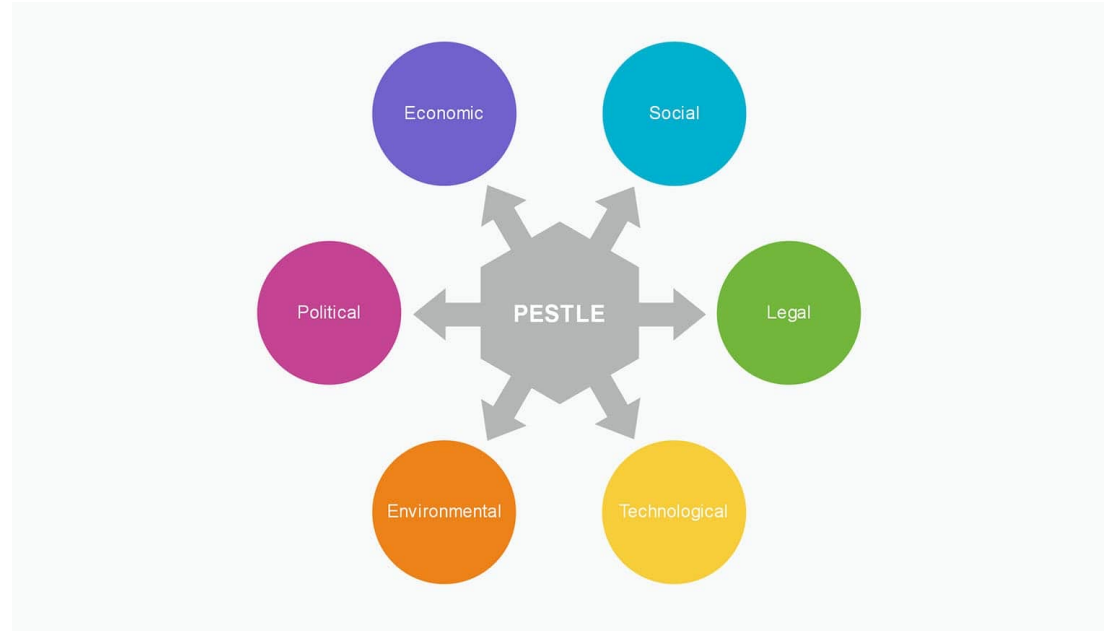 Economic
Social
Political
PESTLE
Legal
Environmental
Technological